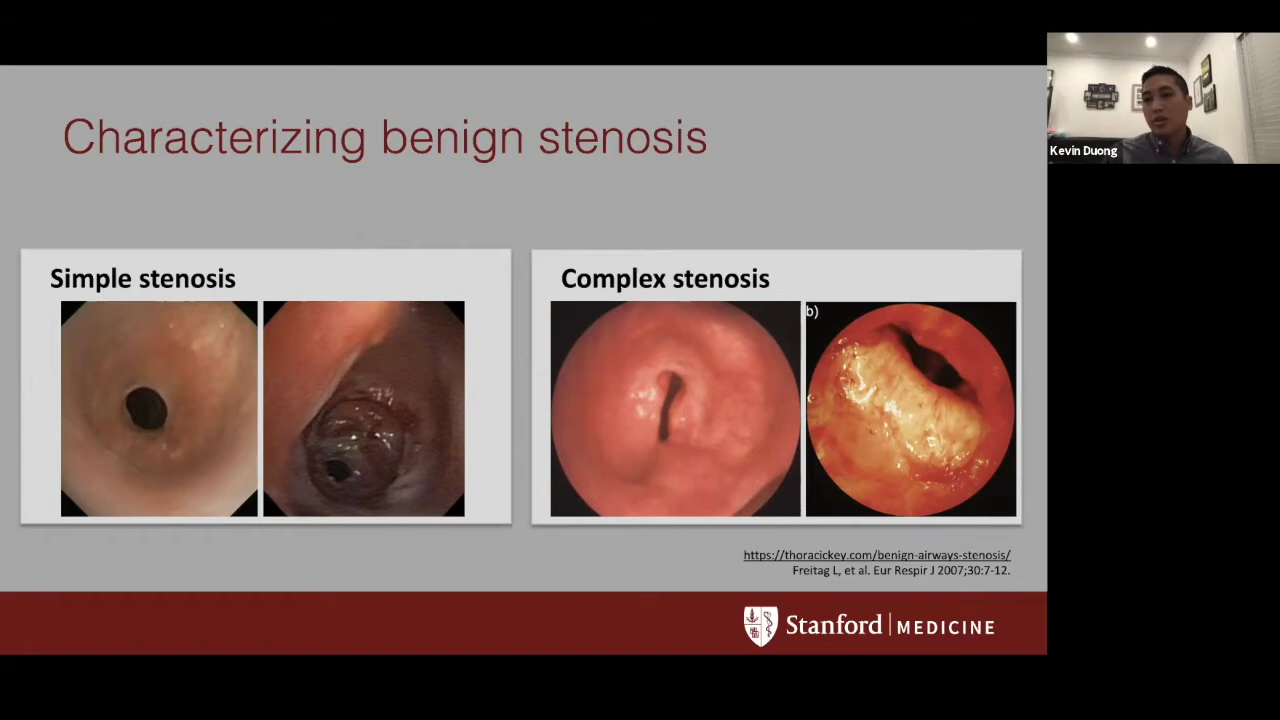 Characterizing benign stenosis
Kevin Duong
Simple stenosis
Complex stenosis
b)
https://thoracickey.com/benign-airways-stenosis/
Freitag L, et al. Eur Respir J 2007;30:7-12.
Stanford MEDICINE